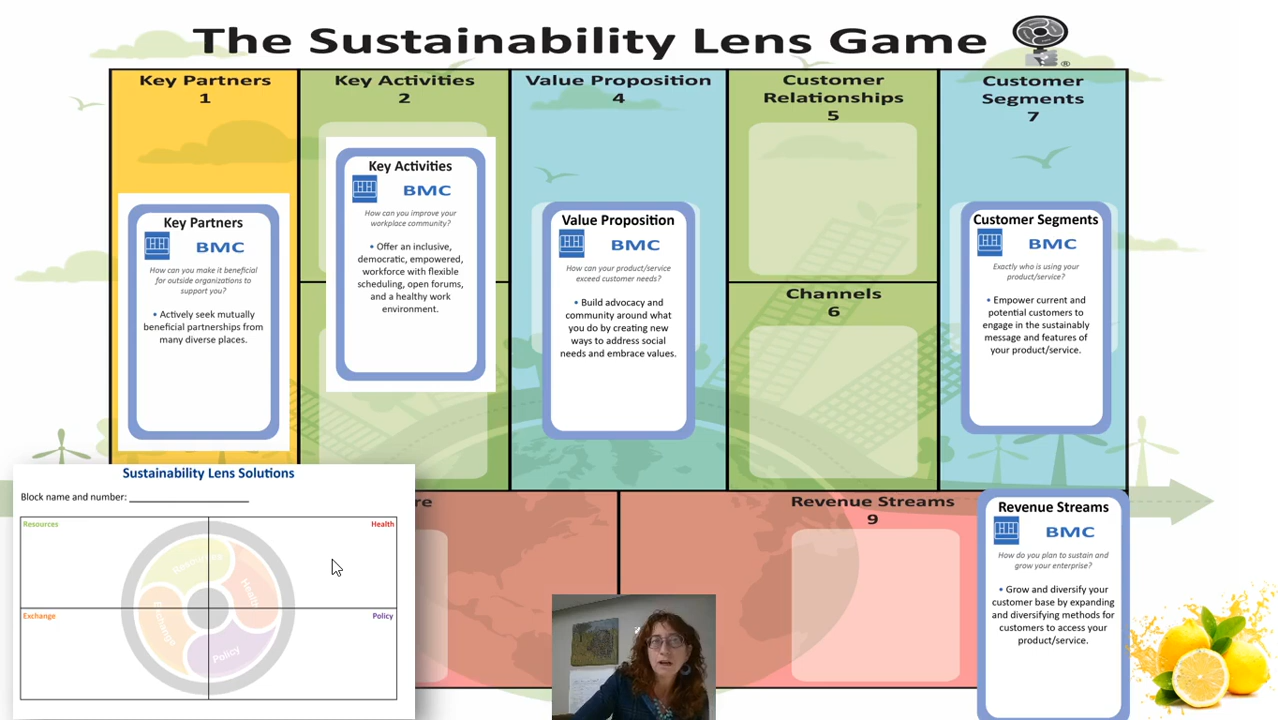 The Sustainability Lens Game
®
Key Partners
1
Key Activities
2
Value Proposition
4
Customer
Relationships
5
Customer
Segments
7
Key Partners
BMC
How can you make it beneficial
for outside organizations to
support you?
• Actively seek mutually
beneficial partnerships from
many diverse places.
Key Activities
BMC
How can you improve your
workplace community?
• Offer an inclusive,
democratic, empowered,
workforce with flexible
scheduling, open forums,
and a healthy work
environment.
Value Proposition
BMC
How can your product/service
exceed customer needs?
• Build advocacy and
community around what
you do by creating new
ways to address social
needs and embrace values.
Channels
6
Customer Segments
BMC
Exactly who is using your
product/service?
• Empower current and
potential customers to
engage in the sustainably
message and features of
your product/service.
Sustainability Lens Solutions
Block name and number: ____________________
Resources
Health
Exchange
Policy
Resources
Health
Exchange
Policy
re
Revenue Streams
9
Revenue Streams
BMC
How do you plan to sustain and
grow your enterprise?
• Grow and diversify your
customer base by expanding
and diversifying methods for
customers to access your
product/service.